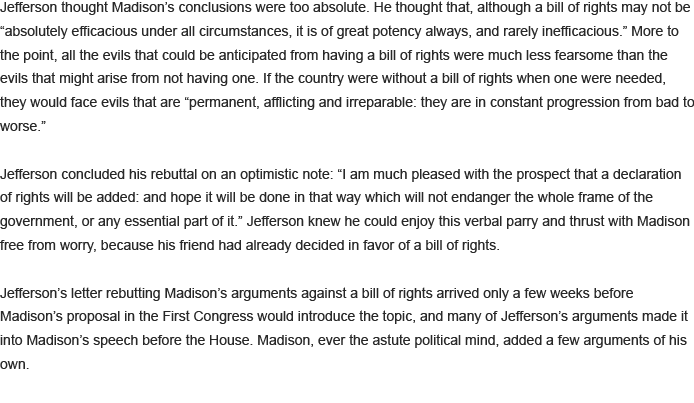 Jefferson thought Madison’s conclusions were too absolute. He thought that, although a bill of rights may not be
“absolutely efficacious under all circumstances, it is of great potency always, and rarely inefficacious.” More to
the point, all the evils that could be anticipated from having a bill of rights were much less fearsome than the
evils that might arise from not having one. If the country were without a bill of rights when one were needed,
they would face evils that are “permanent, afflicting and irreparable: they are in constant progression from bad to
worse.”
Jefferson concluded his rebuttal on an optimistic note: “I am much pleased with the prospect that a declaration
of rights will be added: and hope it will be done in that way which will not endanger the whole frame of the
government, or any essential part of it.” Jefferson knew he could enjoy this verbal parry and thrust with Madison
free from worry, because his friend had already decided in favor of a bill of rights.
Jefferson’s letter rebutting Madison’s arguments against a bill of rights arrived only a few weeks before
Madison’s proposal in the First Congress would introduce the topic, and many of Jefferson’s arguments made it
into Madison’s speech before the House. Madison, ever the astute political mind, added a few arguments of his
own.